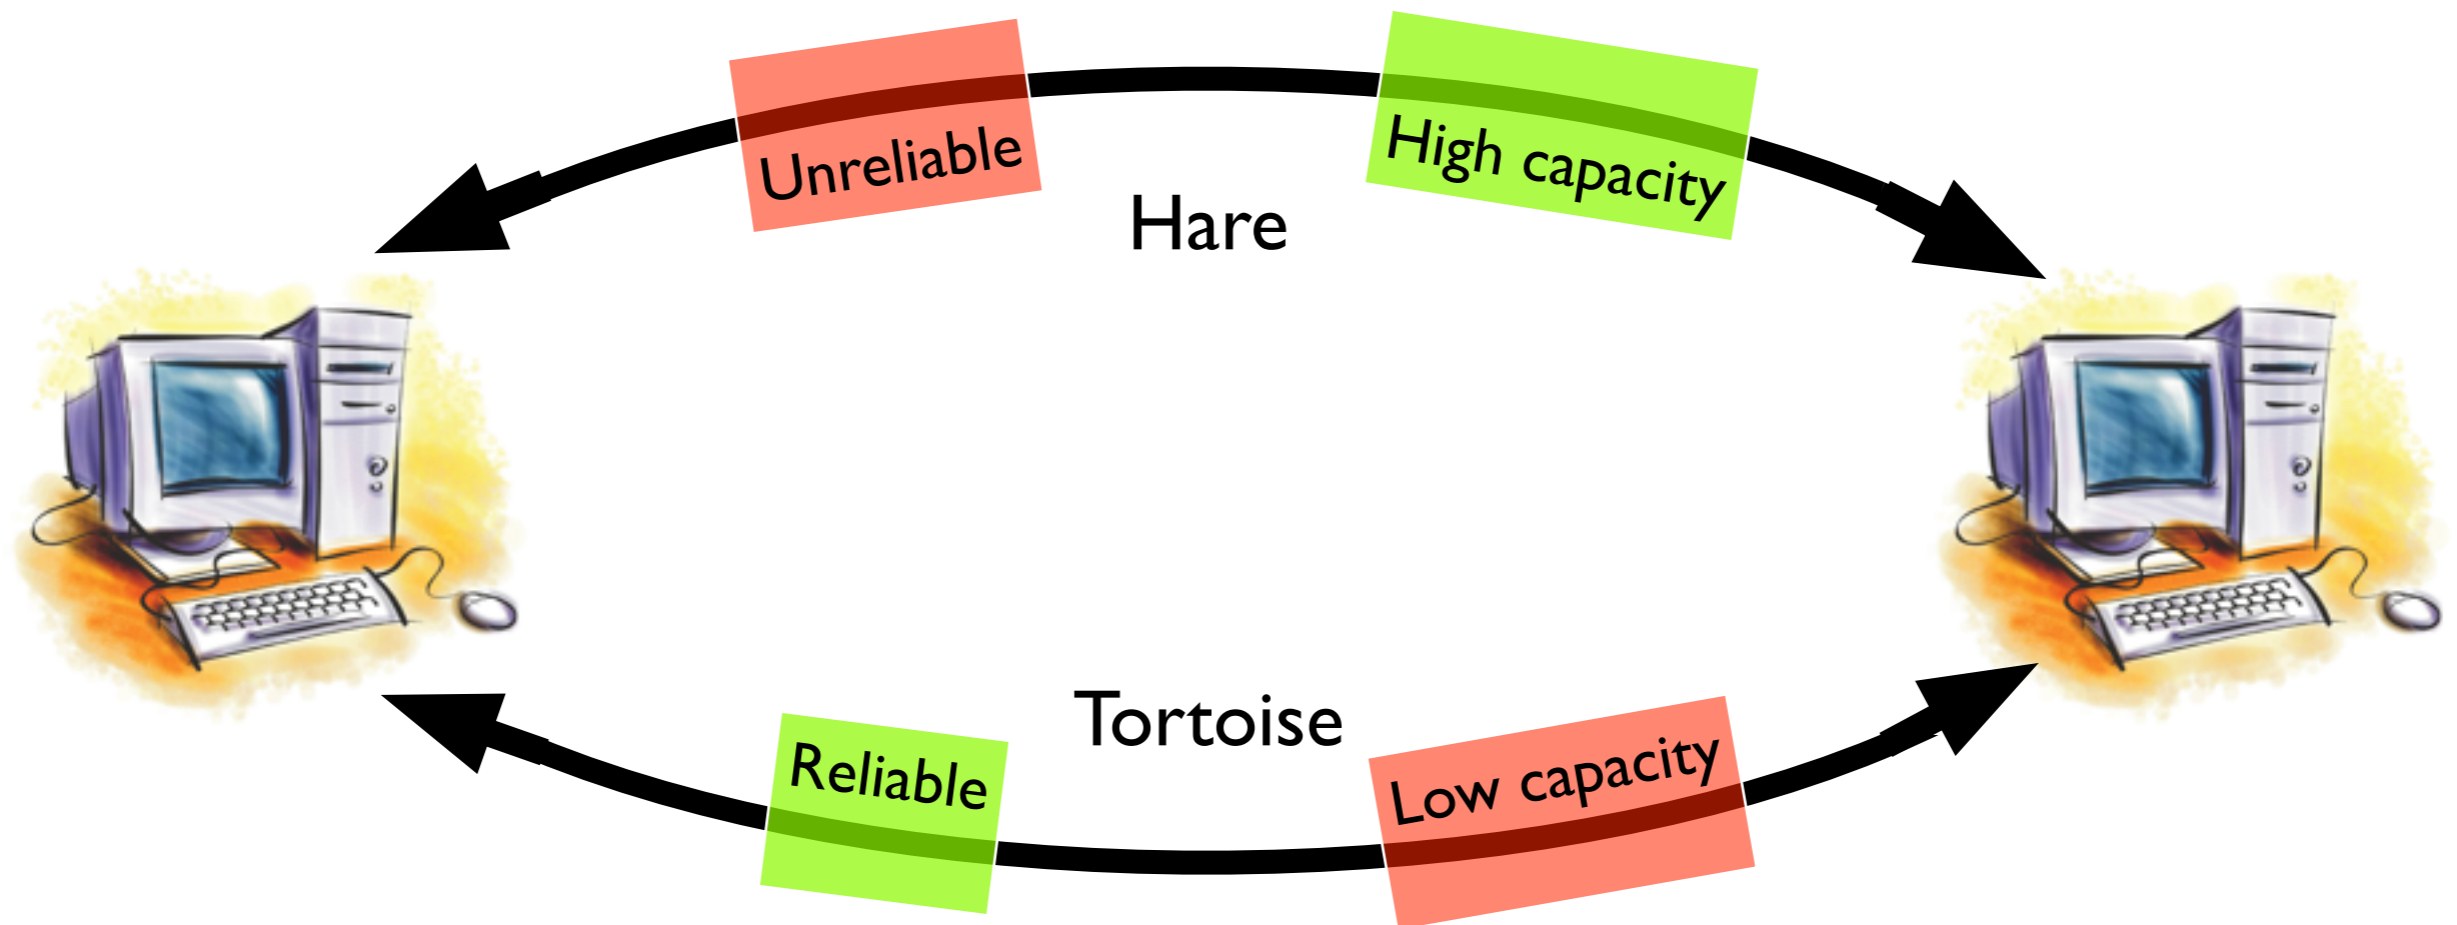 Unreliable
High capacity
Hare
Tortoise
Reliable
Low capacity